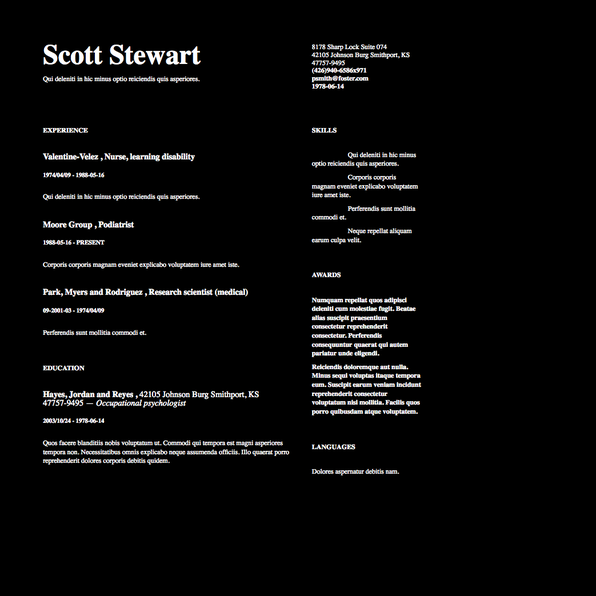 Scott Stewart
Qui deleniti in hic minus optio reiciendis quis asperiores.
8178 Sharp Lock Suite 074
42105 Johnson Burg Smithport, KS
47757-9495
(426)940-6586x971
psmith@foster.com
1978-06-14
EXPERIENCE
Valentine-Velez , Nurse, learning disability
1974/04/09 - 1988-05-16
Qui deleniti in hic minus optio reiciendis quis asperiores.
Moore Group , Podiatrist
1988-05-16 - PRESENT
Corporis corporis magnam eveniet explicabo voluptatem iure amet iste.
Park, Myers and Rodriguez , Research scientist (medical)
09-2001-03 - 1974/04/09
Perferendis sunt mollitia commodi et.
EDUCATION
Hayes, Jordan and Reyes , 42105 Johnson Burg Smithport, KS
47757-9495 — Occupational psychologist
2003/10/24 - 1978-06-14
Quos facere blanditiis nobis voluptatum ut. Commodi qui tempora est magni asperiores
tempora non. Necessitatibus omnis explicabo neque assumenda officiis. Illo quaerat porro
reprehenderit dolores corporis debitis quidem.
SKILLS
Qui deleniti in hic minus
optio reiciendis quis asperiores.
Corporis corporis
magnam eveniet explicabo voluptatem
iure amet iste.
Perferendis sunt mollitia
commodi et.
Neque repellat aliquam
earum culpa velit.
AWARDS
Numquam repellat quos adipisci
deleniti cum molestiae fugit. Beatae
alias suscipit praesentium
consectetur reprehenderit
consectetur. Perferendis
consequuntur quaerat qui autem
pariatur unde eligendi.
Reiciendis doloremque aut nulla.
Minus sequi voluptas itaque tempora
eum. Suscipit earum veniam incidunt
reprehenderit consectetur
voluptatum nisi mollitia. Facilis quos
porro quibusdam atque voluptatem.
LANGUAGES
Dolores aspernatur debitis nam.